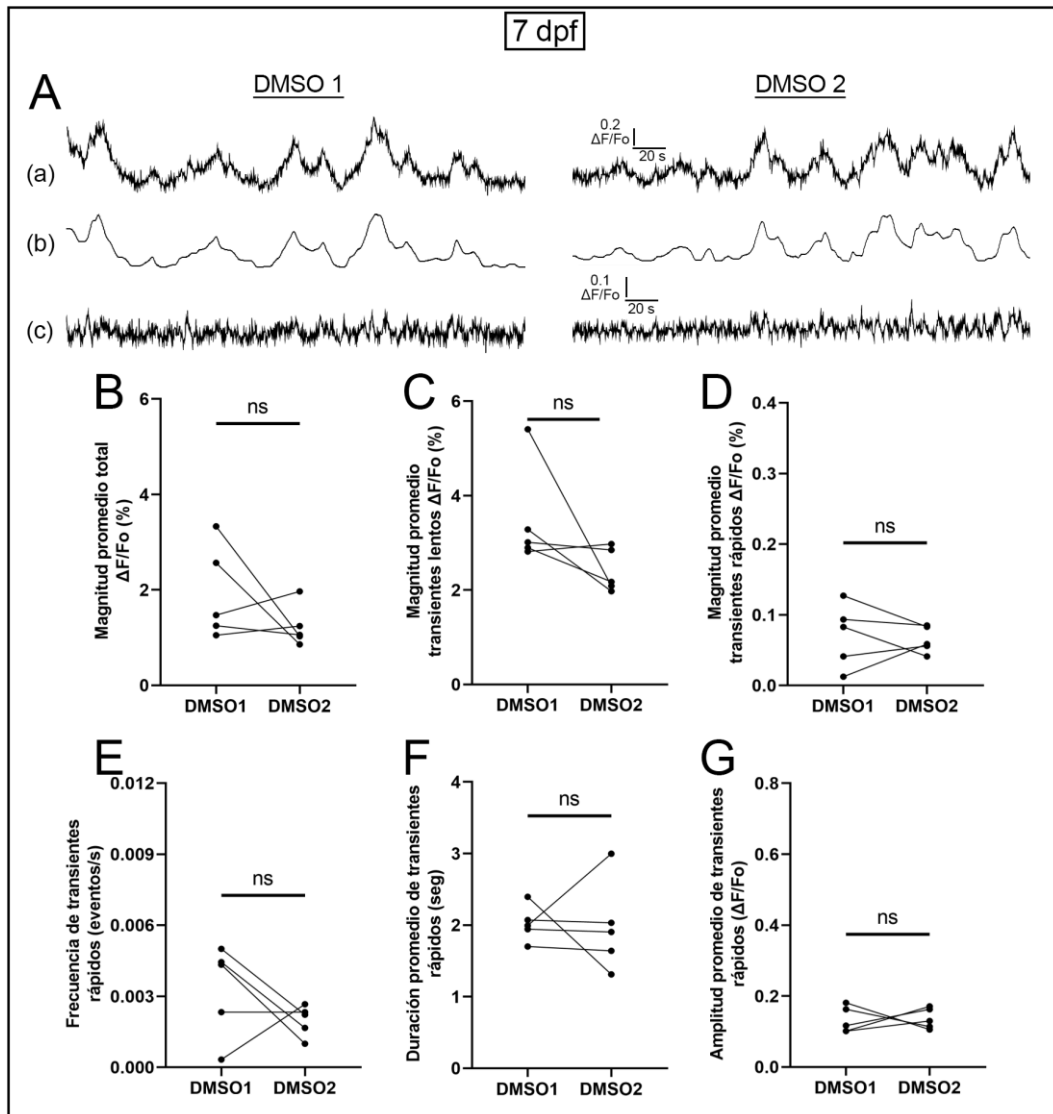 7 dpf
A
DMSO 1
DMSO 2
(a)
0.2
ΔF/Fo
20 s
(b)
0.1
ΔF/Fo
20 s
(c)
B
Magnitud promedio total
ΔF/Fo (%)
6
4
2
0
ns
DMSO1
DMSO2
C
Magnitud promedio
transientes lentos ΔF/Fo (%)
6
4
2
0
ns
DMSO1
DMSO2
D
Magnitud promedio
transientes rápidos ΔF/Fo (%)
0.4
0.3
0.2
0.1
0.0
ns
DMSO1
DMSO2
E
Frecuencia de transientes
rápidos (eventos/s)
0.012
0.009
0.006
0.003
0.000
ns
DMSO1
DMSO2
F
Duración promedio de transientes
rápidos (seg)
4
3
2
1
0
ns
DMSO1
DMSO2
G
Amplitud promedio de transientes
rápidos (ΔF/Fo)
0.8
0.6
0.4
0.2
0.0
ns
DMSO1
DMSO2